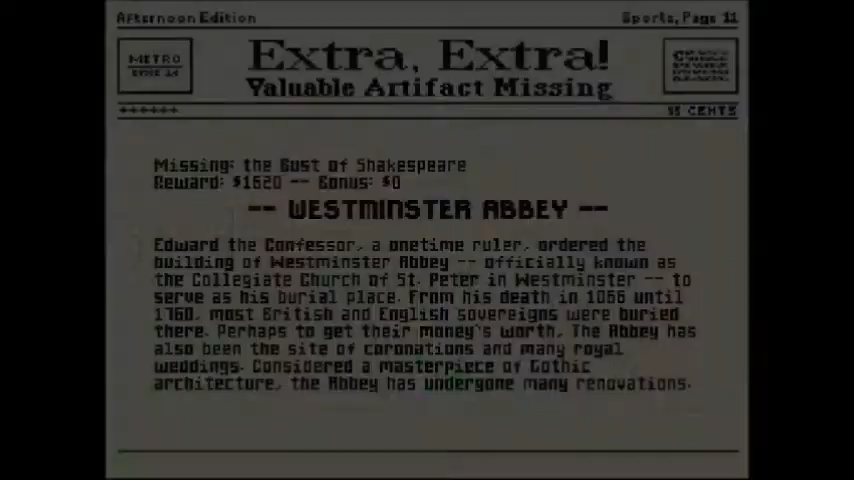 Afternoon Edition
Sports, Page 11
METRO
Extra, Extra!
Valuable Artifact Missing
++++++
15 CENTS
Missing: the Bust of Shakespeare
Reward: $1620 -- Bonus: $0
-- WESTMINSTER ABBEY --
Edward the Confessor, a onetime ruler, ordered the
building of Westminster Abbey -- officially known as
the Collegiate Church of St. Peter in Westminster -- to
serve as his burial place. From his death in 1066 until
1760, most British and English sovereigns were buried
there. Perhaps to get their money's worth. The Abbey has
also been the site of coronations and many royal
weddings. Considered a masterpiece of Gothic
architecture, the Abbey has undergone many renovations.